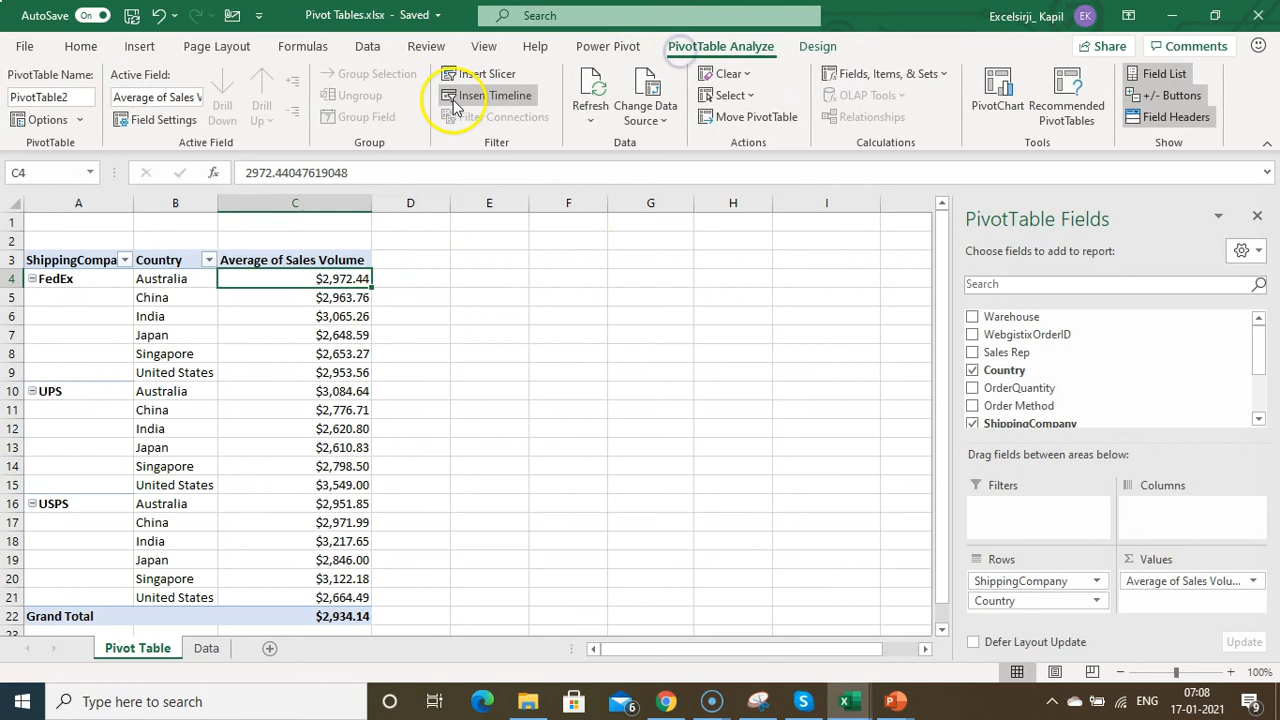 AutoSave On Pivot Tables.xlsx - Saved Search Excelsirji_Kapil EK
File Home Insert Page Layout Formulas Data Review View Help Power Pivot PivotTable Analyze Design Share Comments
PivotTable Name:
PivotTable2
Options
PivotTable
Active Field:
Average of Sales V
Field Settings
Drill Down
Drill Up
Active Field
Group Selection
Ungroup
Group Field
Group
Insert Slicer
Insert Timeline
Filter Connections
Filter
Refresh
Change Data Source
Data
Clear
Select
Move PivotTable
Actions
Fields, Items, & Sets
OLAP Tools
Relationships
Calculations
PivotChart
Recommended PivotTables
Tools
Field List
+/- Buttons
Field Headers
Show
C4 fx 2972.44047619048
A B C D E F G H I
1
2
3 ShippingCompa Country Average of Sales Volume
4 FedEx Australia $2,972.44
5 China $2,963.76
6 India $3,065.26
7 Japan $2,648.59
8 Singapore $2,653.27
9 United States $2,953.56
10 UPS Australia $3,084.64
11 China $2,776.71
12 India $2,620.80
13 Japan $2,610.83
14 Singapore $2,798.50
15 United States $3,549.00
16 USPS Australia $2,951.85
17 China $2,971.99
18 India $3,217.65
19 Japan $2,846.00
20 Singapore $3,122.18
21 United States $2,664.49
22 Grand Total $2,934.14
23
PivotTable Fields
Choose fields to add to report:
Search
Warehouse
WebgistixOrderID
Sales Rep
Country
OrderQuantity
Order Method
ShippingCompany
Drag fields between areas below:
Filters
Columns
Rows
ShippingCompany
Country
Σ Values
Average of Sales Volu...
Defer Layout Update Update
Pivot Table Data
100%
Type here to search
6
ENG
07:08
17-01-2021
9